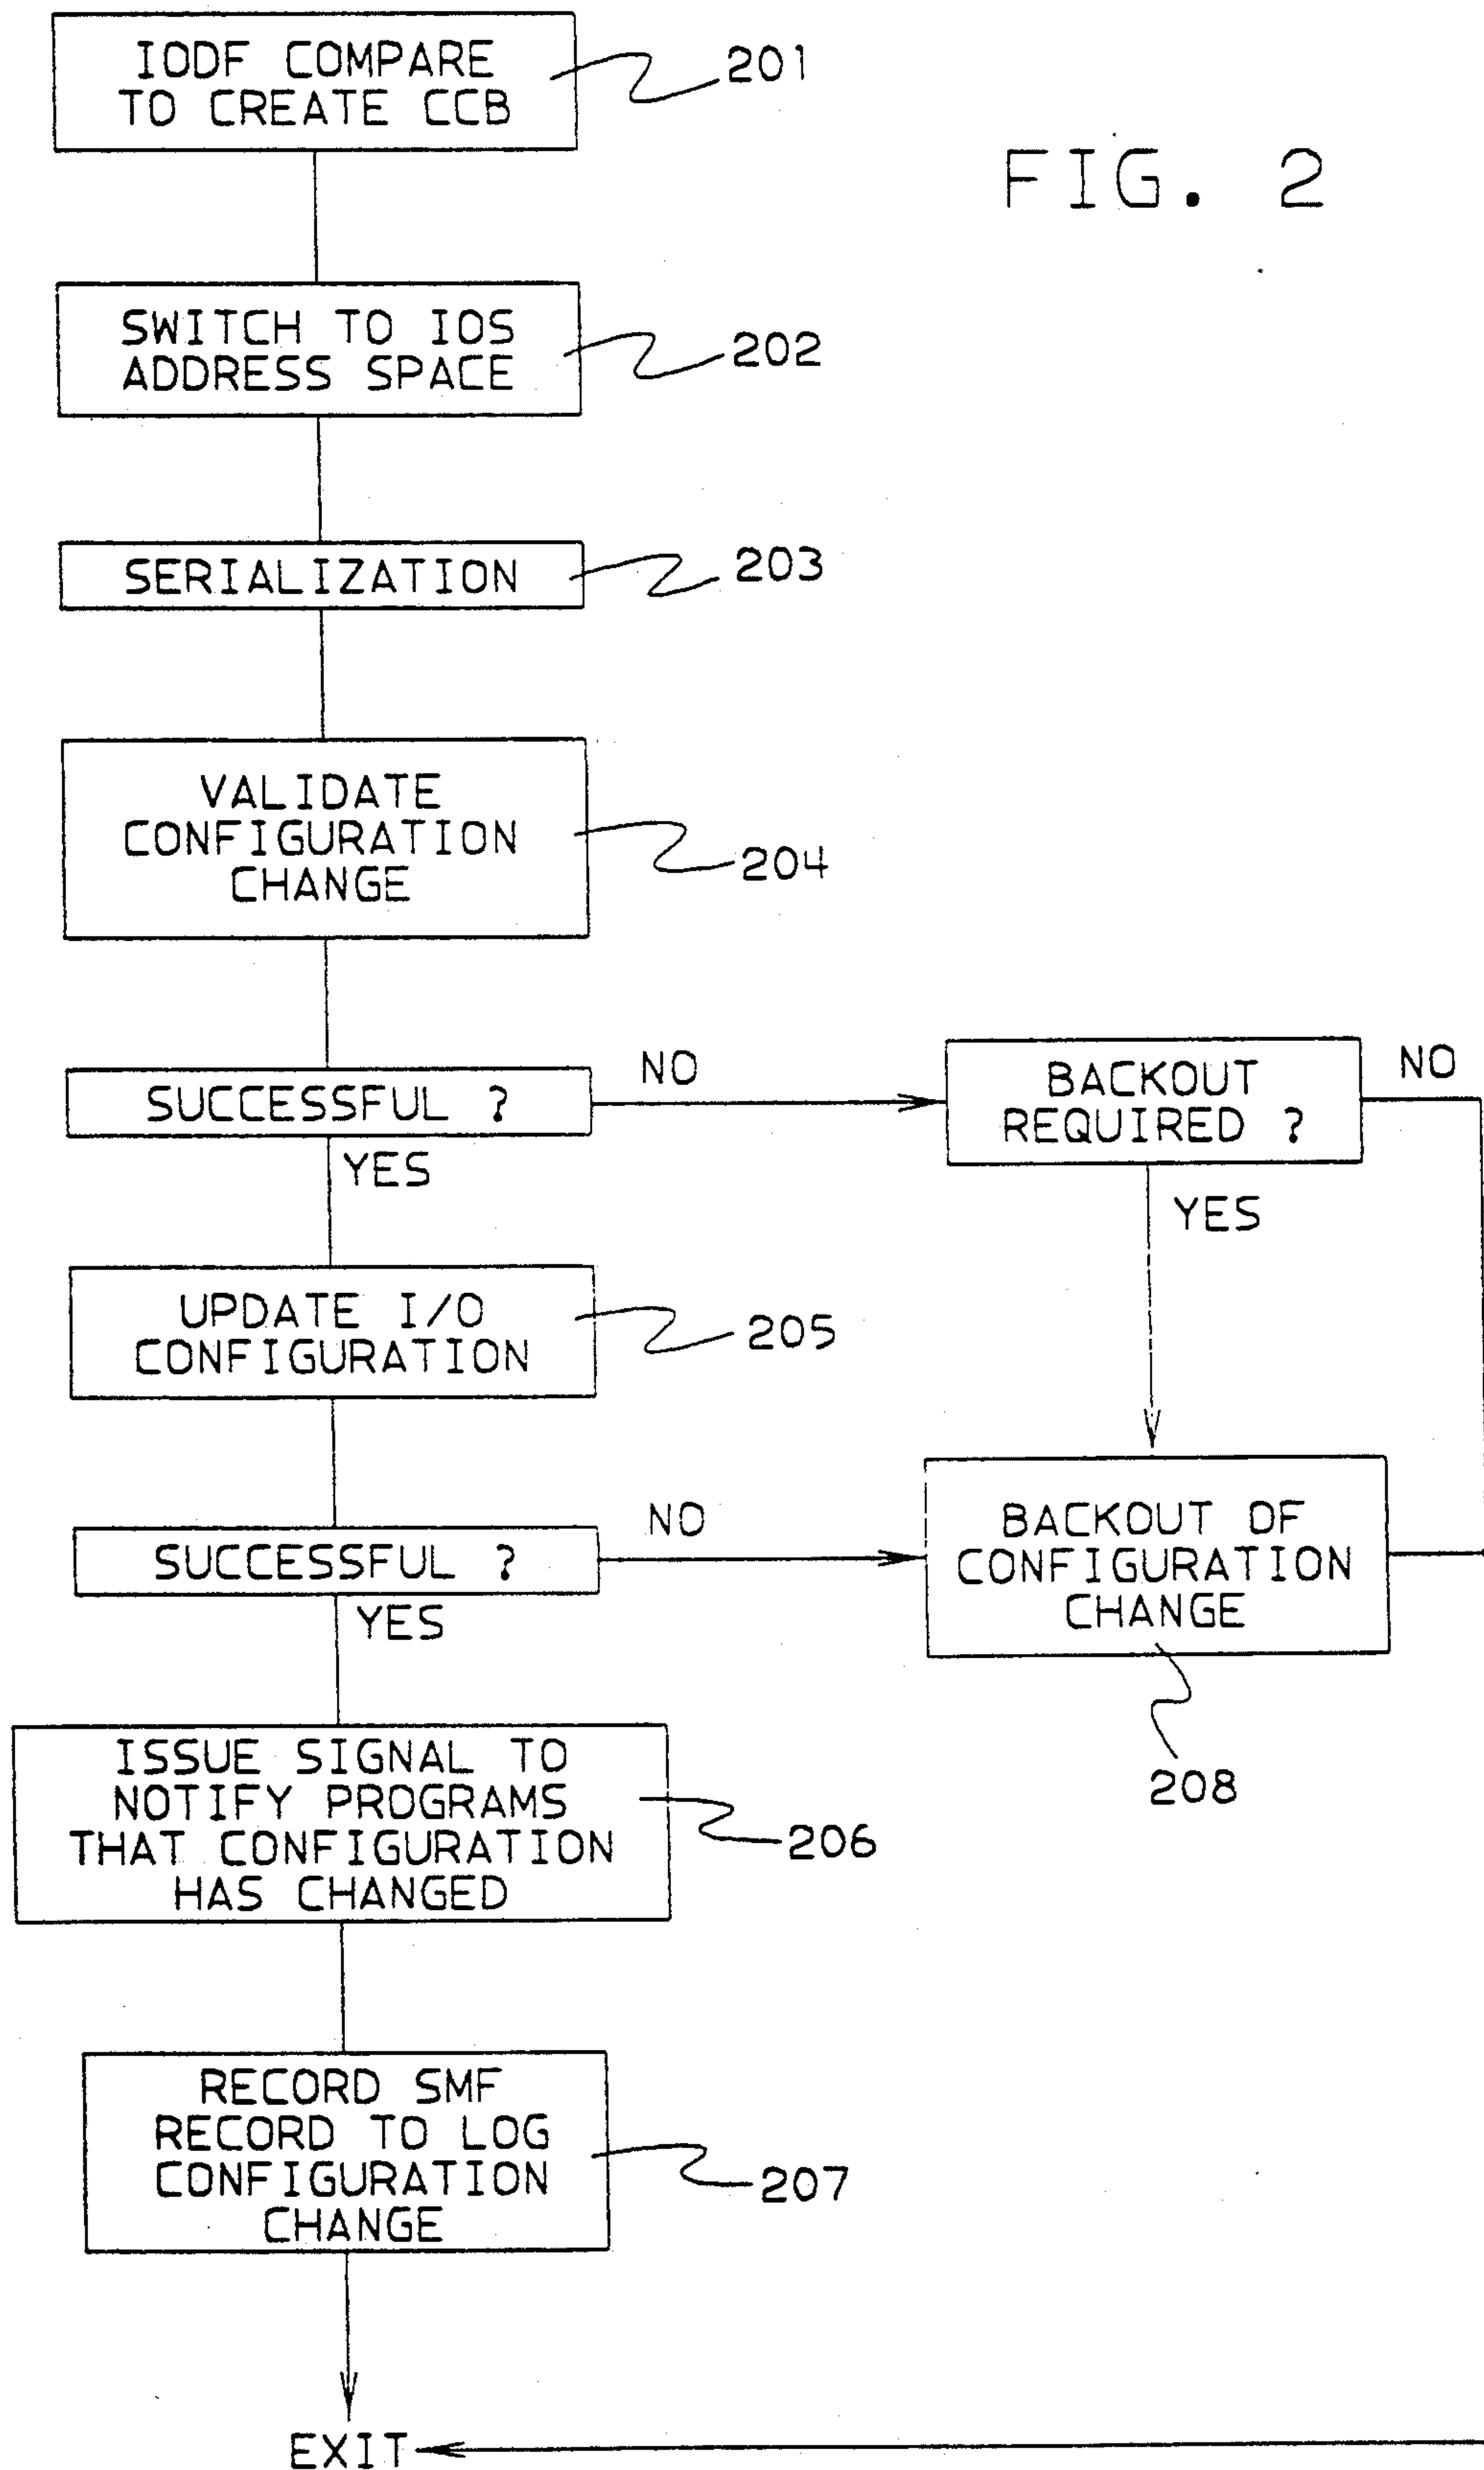 IODF COMPARE
TO CREATE CCB
201
FIG. 2
SWITCH TO IOS
ADDRESS SPACE
202
SERIALIZATION
203
VALIDATE
CONFIGURATION
CHANGE
204
SUCCESSFUL ?
NO
YES
BACKOUT
REQUIRED ?
NO
YES
UPDATE I/O
CONFIGURATION
205
SUCCESSFUL ?
NO
YES
BACKOUT OF
CONFIGURATION
CHANGE
208
ISSUE SIGNAL TO
NOTIFY PROGRAMS
THAT CONFIGURATION
HAS CHANGED
206
RECORD SMF
RECORD TO LOG
CONFIGURATION
CHANGE
207
EXIT